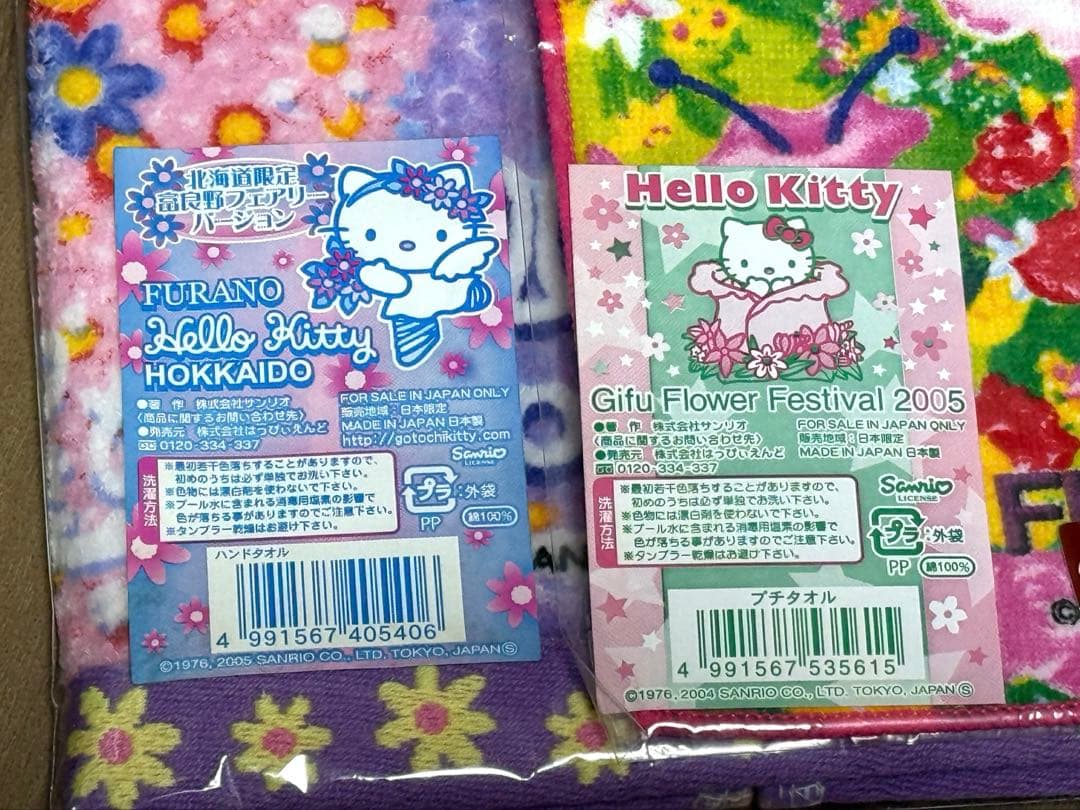 北海道限定
富良野フェアリー
バージョン
FURANO
Hello Kitty
HOKKAIDO
●著 作 株式会社サンリオ
〈商品に関するお問い合わせ先〉
●発売元 株式会社はっぴぃえんど
0120-334-337
FOR SALE IN JAPAN ONLY
販売地域:日本限定
MADE IN JAPAN 日本製
http://gotochikitty.com/
Sanrio
LICENSE
洗濯方法
※最初若干色落ちすることがありますので、
初めのうちは必ず単独でお洗い下さい。
※色物には漂白剤を使わないで下さい。
※プール水に含まれる消毒用塩素の影響で
色が落ちる事がありますのでご注意下さい。
※タンブラー乾燥はお避け下さい。
プラ:外袋
PP
綿100%
ハンドタオル
4 991567 405406
©1976, 2005 SANRIO CO., LTD. TOKYO, JAPAN Ⓢ
Hello Kitty
Gifu Flower Festival 2005
●著 作 株式会社サンリオ
〈商品に関するお問い合わせ先〉
●発売元 株式会社はっぴぃえんど
0120-334-337
FOR SALE IN JAPAN ONLY
販売地域:日本限定
MADE IN JAPAN 日本製
Sanrio
LICENSE
洗濯方法
※最初若干色落ちすることがありますので、
初めのうちは必ず単独でお洗い下さい。
※色物には漂白剤を使わないで下さい。
※プール水に含まれる消毒用塩素の影響で
色が落ちる事がありますのでご注意下さい。
※タンブラー乾燥はお避け下さい。
プラ:外袋
PP
綿100%
プチタオル
4 991567 535615
©1976, 2004 SANRIO CO., LTD. TOKYO, JAPAN Ⓢ